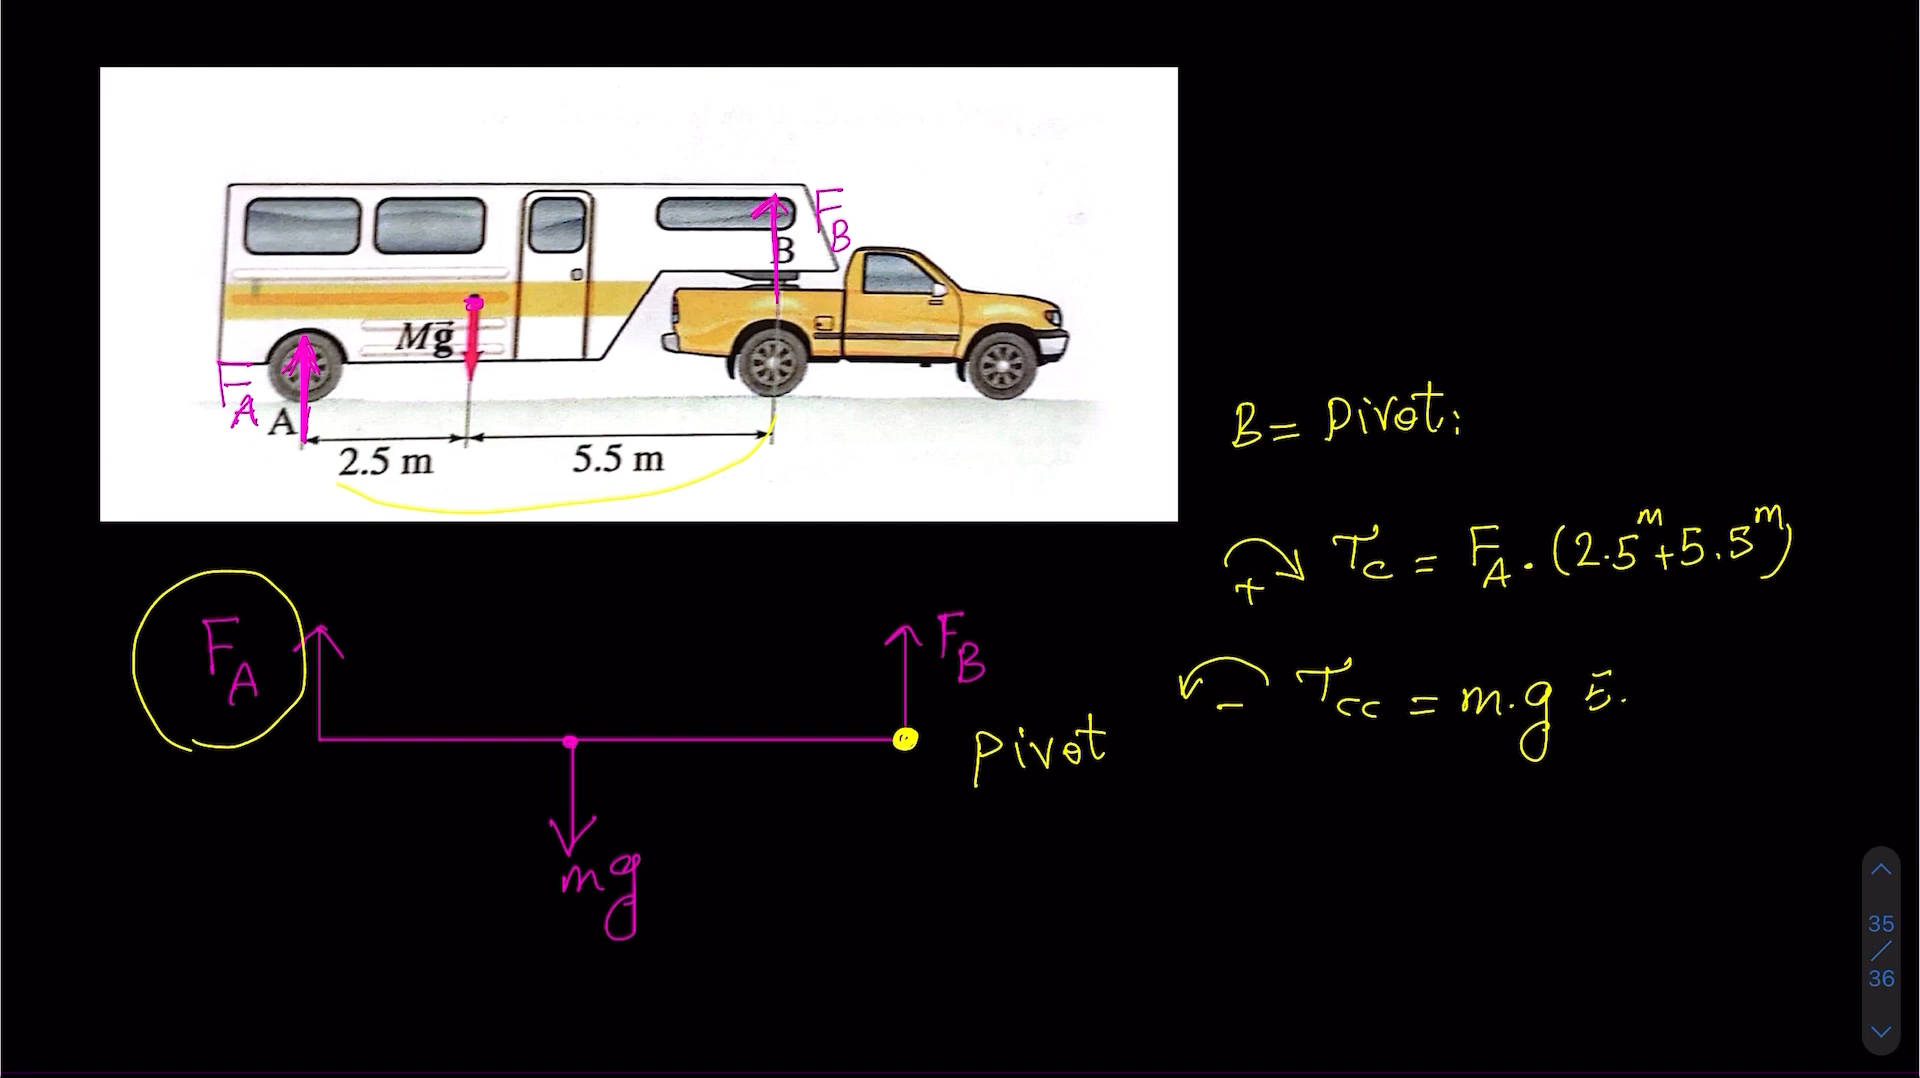 F_B
B
Mg⃗
F_A
A
2.5 m
5.5 m
B = Pivot:
+ τ_c = F_A · (2.5^m + 5.5^m)
F_A
F_B
- τ_cc = m.g 5.
Pivot
mg
35
/
36